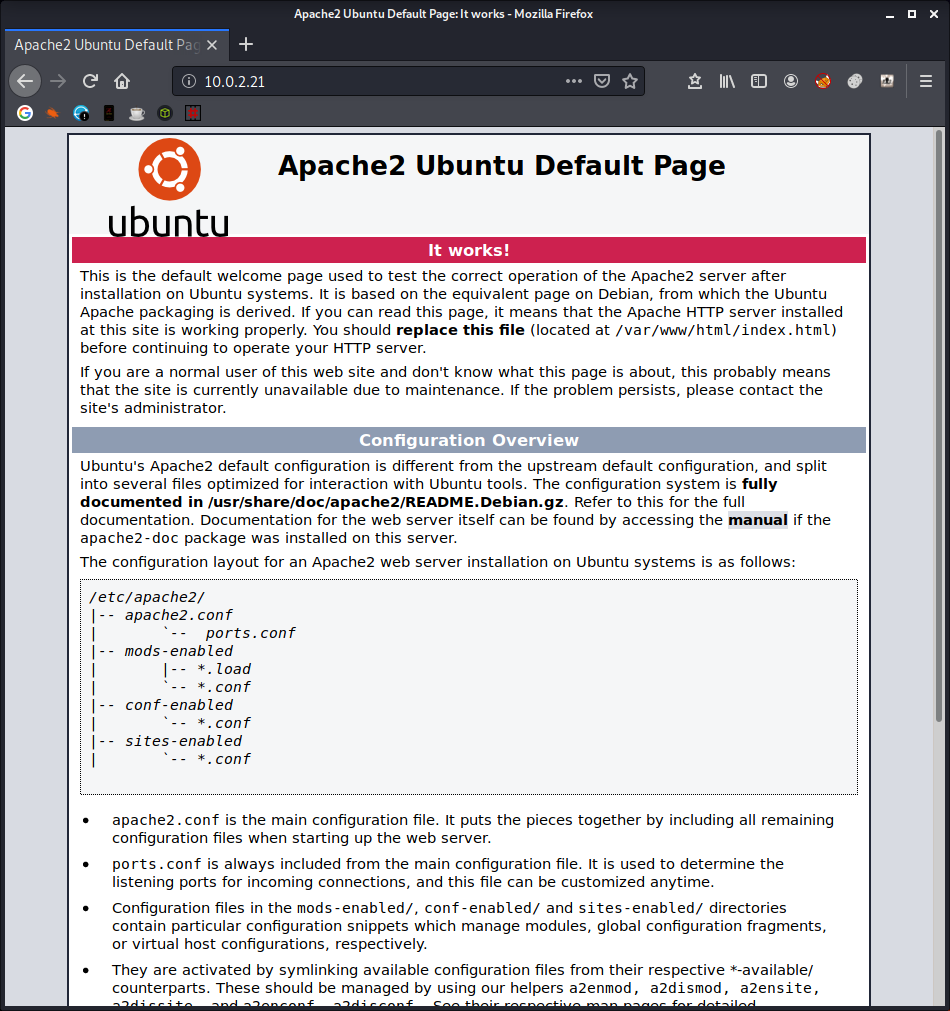 Apache2 Ubuntu Default Page: It works - Mozilla Firefox
Apache2 Ubuntu Default Pag
10.0.2.21
ubuntu
Apache2 Ubuntu Default Page
It works!
This is the default welcome page used to test the correct operation of the Apache2 server after
installation on Ubuntu systems. It is based on the equivalent page on Debian, from which the Ubuntu
Apache packaging is derived. If you can read this page, it means that the Apache HTTP server installed
at this site is working properly. You should replace this file (located at /var/www/html/index.html)
before continuing to operate your HTTP server.
If you are a normal user of this web site and don't know what this page is about, this probably means
that the site is currently unavailable due to maintenance. If the problem persists, please contact the
site's administrator.
Configuration Overview
Ubuntu's Apache2 default configuration is different from the upstream default configuration, and split
into several files optimized for interaction with Ubuntu tools. The configuration system is fully
documented in /usr/share/doc/apache2/README.Debian.gz. Refer to this for the full
documentation. Documentation for the web server itself can be found by accessing the manual if the
apache2-doc package was installed on this server.
The configuration layout for an Apache2 web server installation on Ubuntu systems is as follows:
/etc/apache2/
|-- apache2.conf
|       `--  ports.conf
|-- mods-enabled
|       |-- *.load
|       `-- *.conf
|-- conf-enabled
|       `-- *.conf
|-- sites-enabled
|       `-- *.conf
• apache2.conf is the main configuration file. It puts the pieces together by including all remaining
configuration files when starting up the web server.
• ports.conf is always included from the main configuration file. It is used to determine the
listening ports for incoming connections, and this file can be customized anytime.
• Configuration files in the mods-enabled/, conf-enabled/ and sites-enabled/ directories
contain particular configuration snippets which manage modules, global configuration fragments,
or virtual host configurations, respectively.
• They are activated by symlinking available configuration files from their respective *-available/
counterparts. These should be managed by using our helpers a2enmod, a2dismod, a2ensite,
a2dissite, and a2enconf, a2disconf . See their respective man pages for detailed